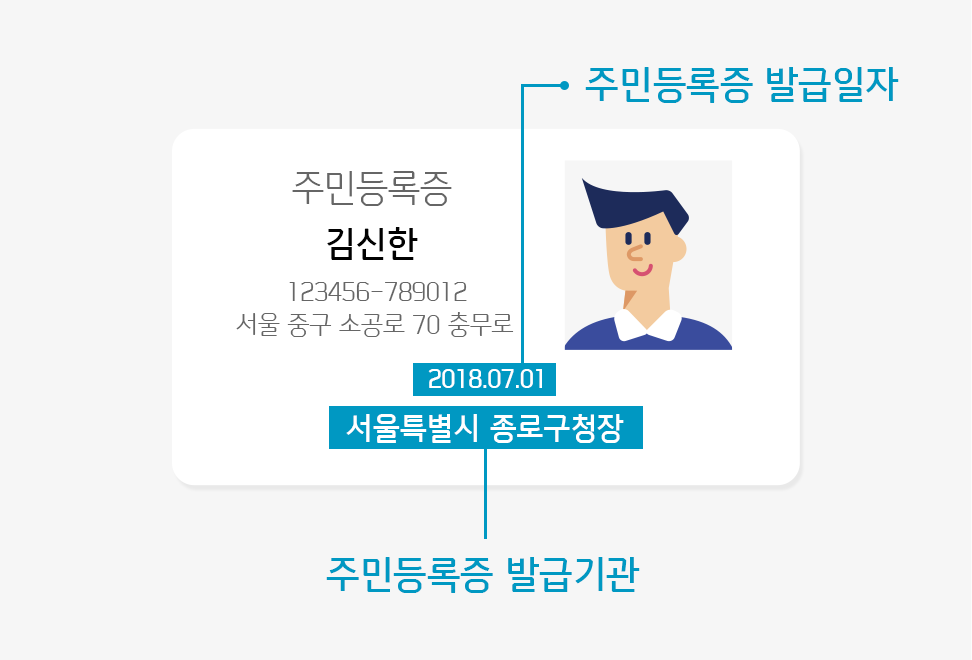 주민등록증 발급일자
주민등록증
김신한
123456-789012
서울 중구 소공로 70 충무로
2018.07.01
서울특별시 종로구청장
주민등록증 발급기관